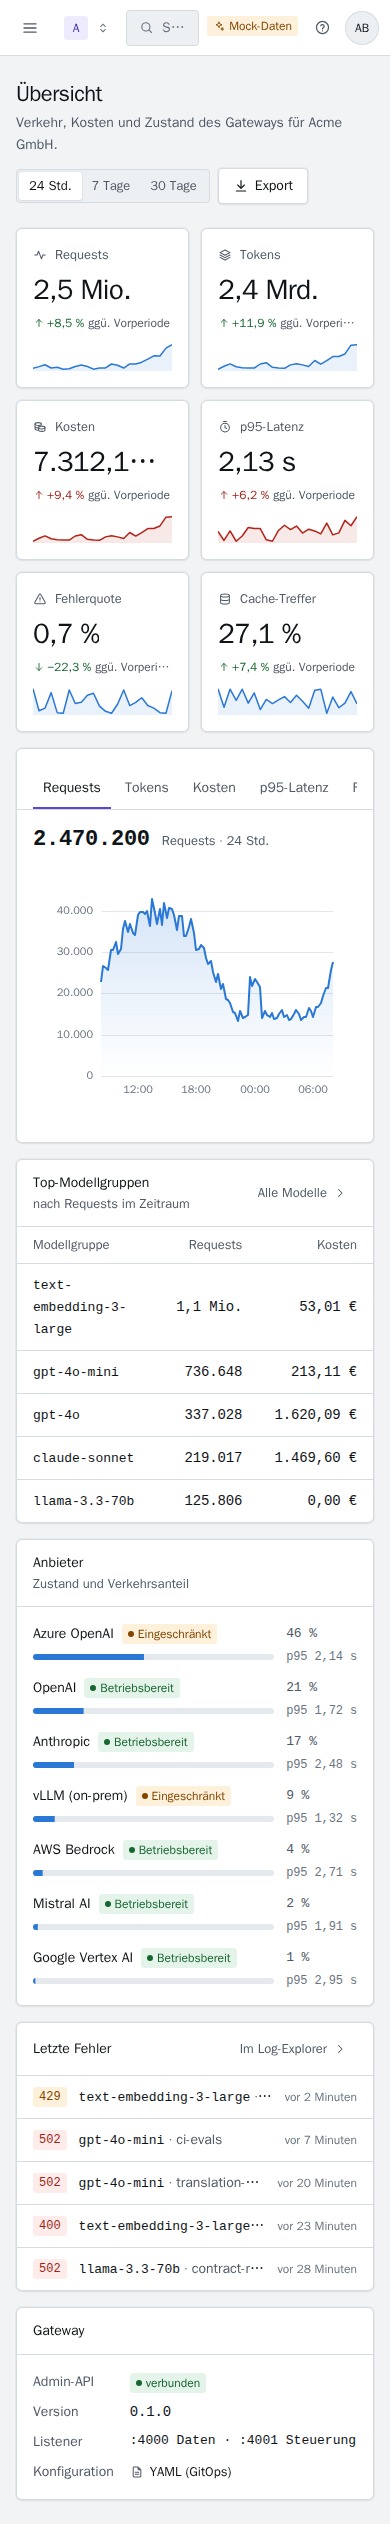 A S··· Mock-Daten AB
Übersicht
Verkehr, Kosten und Zustand des Gateways für Acme
GmbH.
24 Std. 7 Tage 30 Tage Export
Requests
2,5 Mio.
↑ +8,5 % ggü. Vorperiode
Tokens
2,4 Mrd.
↑ +11,9 % ggü. Vorperi···
Kosten
7.312,1···
↑ +9,4 % ggü. Vorperiode
p95-Latenz
2,13 s
↑ +6,2 % ggü. Vorperiode
Fehlerquote
0,7 %
↓ −22,3 % ggü. Vorperi···
Cache-Treffer
27,1 %
↑ +7,4 % ggü. Vorperiode
Requests Tokens Kosten p95-Latenz F
2.470.200 Requests · 24 Std.
40.000
30.000
20.000
10.000
0
12:00 18:00 00:00 06:00
Top-Modellgruppen
nach Requests im Zeitraum
Alle Modelle
Modellgruppe Requests Kosten
text-
embedding-3-
large
1,1 Mio. 53,01 €
gpt-4o-mini 736.648 213,11 €
gpt-4o 337.028 1.620,09 €
claude-sonnet 219.017 1.469,60 €
llama-3.3-70b 125.806 0,00 €
Anbieter
Zustand und Verkehrsanteil
Azure OpenAI Eingeschränkt 46 %
p95 2,14 s
OpenAI Betriebsbereit 21 %
p95 1,72 s
Anthropic Betriebsbereit 17 %
p95 2,48 s
vLLM (on-prem) Eingeschränkt 9 %
p95 1,32 s
AWS Bedrock Betriebsbereit 4 %
p95 2,71 s
Mistral AI Betriebsbereit 2 %
p95 1,91 s
Google Vertex AI Betriebsbereit 1 %
p95 2,95 s
Letzte Fehler Im Log-Explorer
429 text-embedding-3-large ··· vor 2 Minuten
502 gpt-4o-mini · ci-evals vor 7 Minuten
502 gpt-4o-mini · translation-··· vor 20 Minuten
400 text-embedding-3-large··· vor 23 Minuten
502 llama-3.3-70b · contract-r··· vor 28 Minuten
Gateway
Admin-API verbunden
Version 0.1.0
Listener :4000 Daten · :4001 Steuerung
Konfiguration YAML (GitOps)